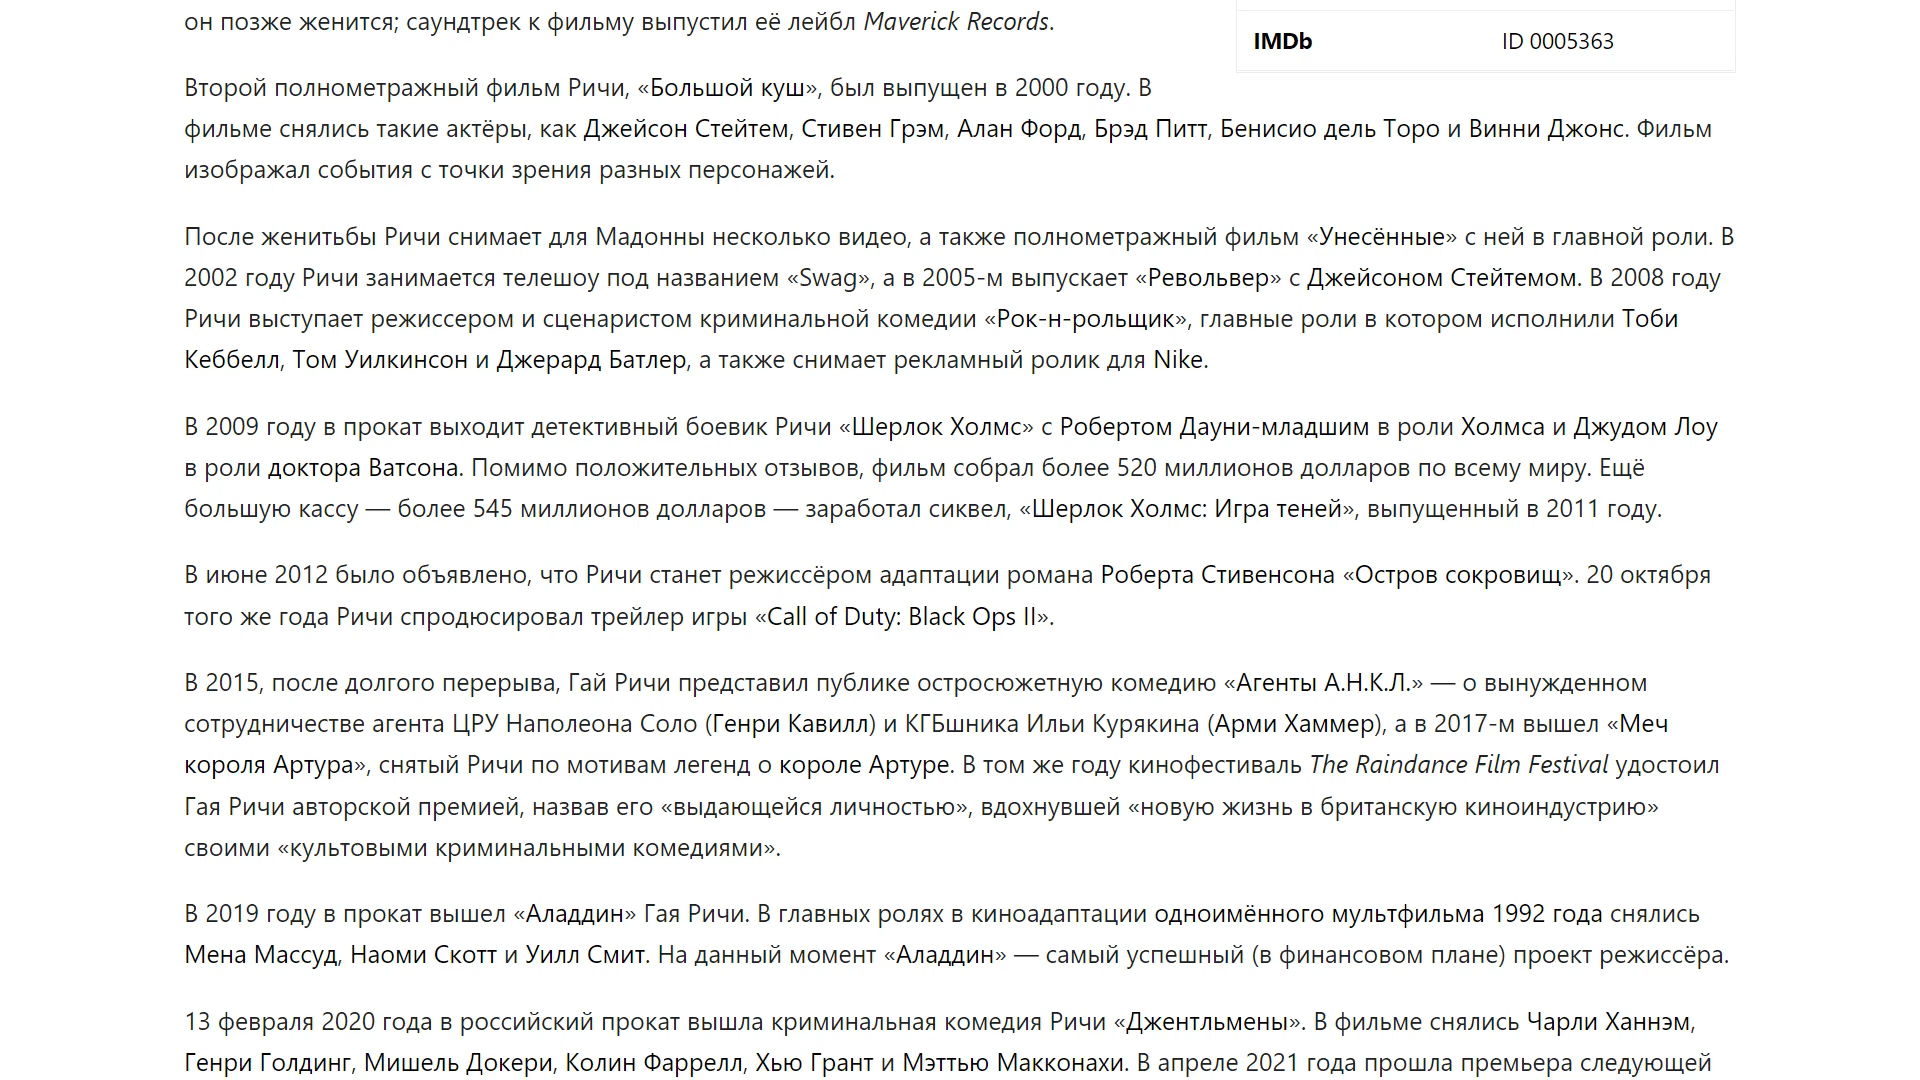 он позже женится; саундтрек к фильму выпустил её лейбл Maverick Records.
IMDb ID 0005363
Второй полнометражный фильм Ричи, «Большой куш», был выпущен в 2000 году. В
фильме снялись такие актёры, как Джейсон Стейтем, Стивен Грэм, Алан Форд, Брэд Питт, Бенисио дель Торо и Винни Джонс. Фильм
изображал события с точки зрения разных персонажей.
После женитьбы Ричи снимает для Мадонны несколько видео, а также полнометражный фильм «Унесённые» с ней в главной роли. В
2002 году Ричи занимается телешоу под названием «Swag», а в 2005-м выпускает «Револьвер» с Джейсоном Стейтемом. В 2008 году
Ричи выступает режиссером и сценаристом криминальной комедии «Рок-н-рольщик», главные роли в котором исполнили Тоби
Кеббелл, Том Уилкинсон и Джерард Батлер, а также снимает рекламный ролик для Nike.
В 2009 году в прокат выходит детективный боевик Ричи «Шерлок Холмс» с Робертом Дауни-младшим в роли Холмса и Джудом Лоу
в роли доктора Ватсона. Помимо положительных отзывов, фильм собрал более 520 миллионов долларов по всему миру. Ещё
большую кассу — более 545 миллионов долларов — заработал сиквел, «Шерлок Холмс: Игра теней», выпущенный в 2011 году.
В июне 2012 было объявлено, что Ричи станет режиссёром адаптации романа Роберта Стивенсона «Остров сокровищ». 20 октября
того же года Ричи спродюсировал трейлер игры «Call of Duty: Black Ops II».
В 2015, после долгого перерыва, Гай Ричи представил публике остросюжетную комедию «Агенты А.Н.К.Л.» — о вынужденном
сотрудничестве агента ЦРУ Наполеона Соло (Генри Кавилл) и КГБшника Ильи Курякина (Арми Хаммер), а в 2017-м вышел «Меч
короля Артура», снятый Ричи по мотивам легенд о короле Артуре. В том же году кинофестиваль The Raindance Film Festival удостоил
Гая Ричи авторской премией, назвав его «выдающейся личностью», вдохнувшей «новую жизнь в британскую киноиндустрию»
своими «культовыми криминальными комедиями».
В 2019 году в прокат вышел «Аладдин» Гая Ричи. В главных ролях в киноадаптации одноимённого мультфильма 1992 года снялись
Мена Массуд, Наоми Скотт и Уилл Смит. На данный момент «Аладдин» — самый успешный (в финансовом плане) проект режиссёра.
13 февраля 2020 года в российский прокат вышла криминальная комедия Ричи «Джентльмены». В фильме снялись Чарли Ханнэм,
Генри Голдинг, Мишель Докери, Колин Фаррелл, Хью Грант и Мэттью Макконахи. В апреле 2021 года прошла премьера следующей